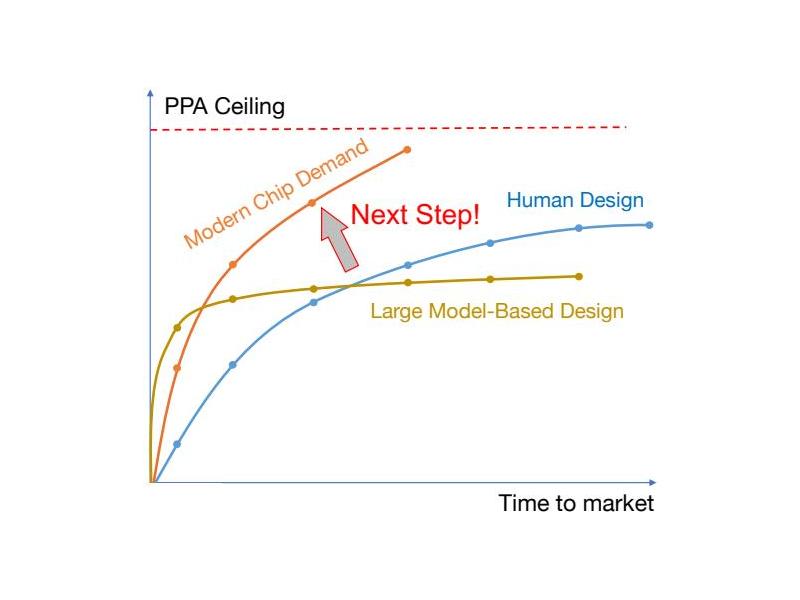 PPA Ceiling
Modern Chip Demand
Human Design
Next Step!
Large Model-Based Design
Time to market